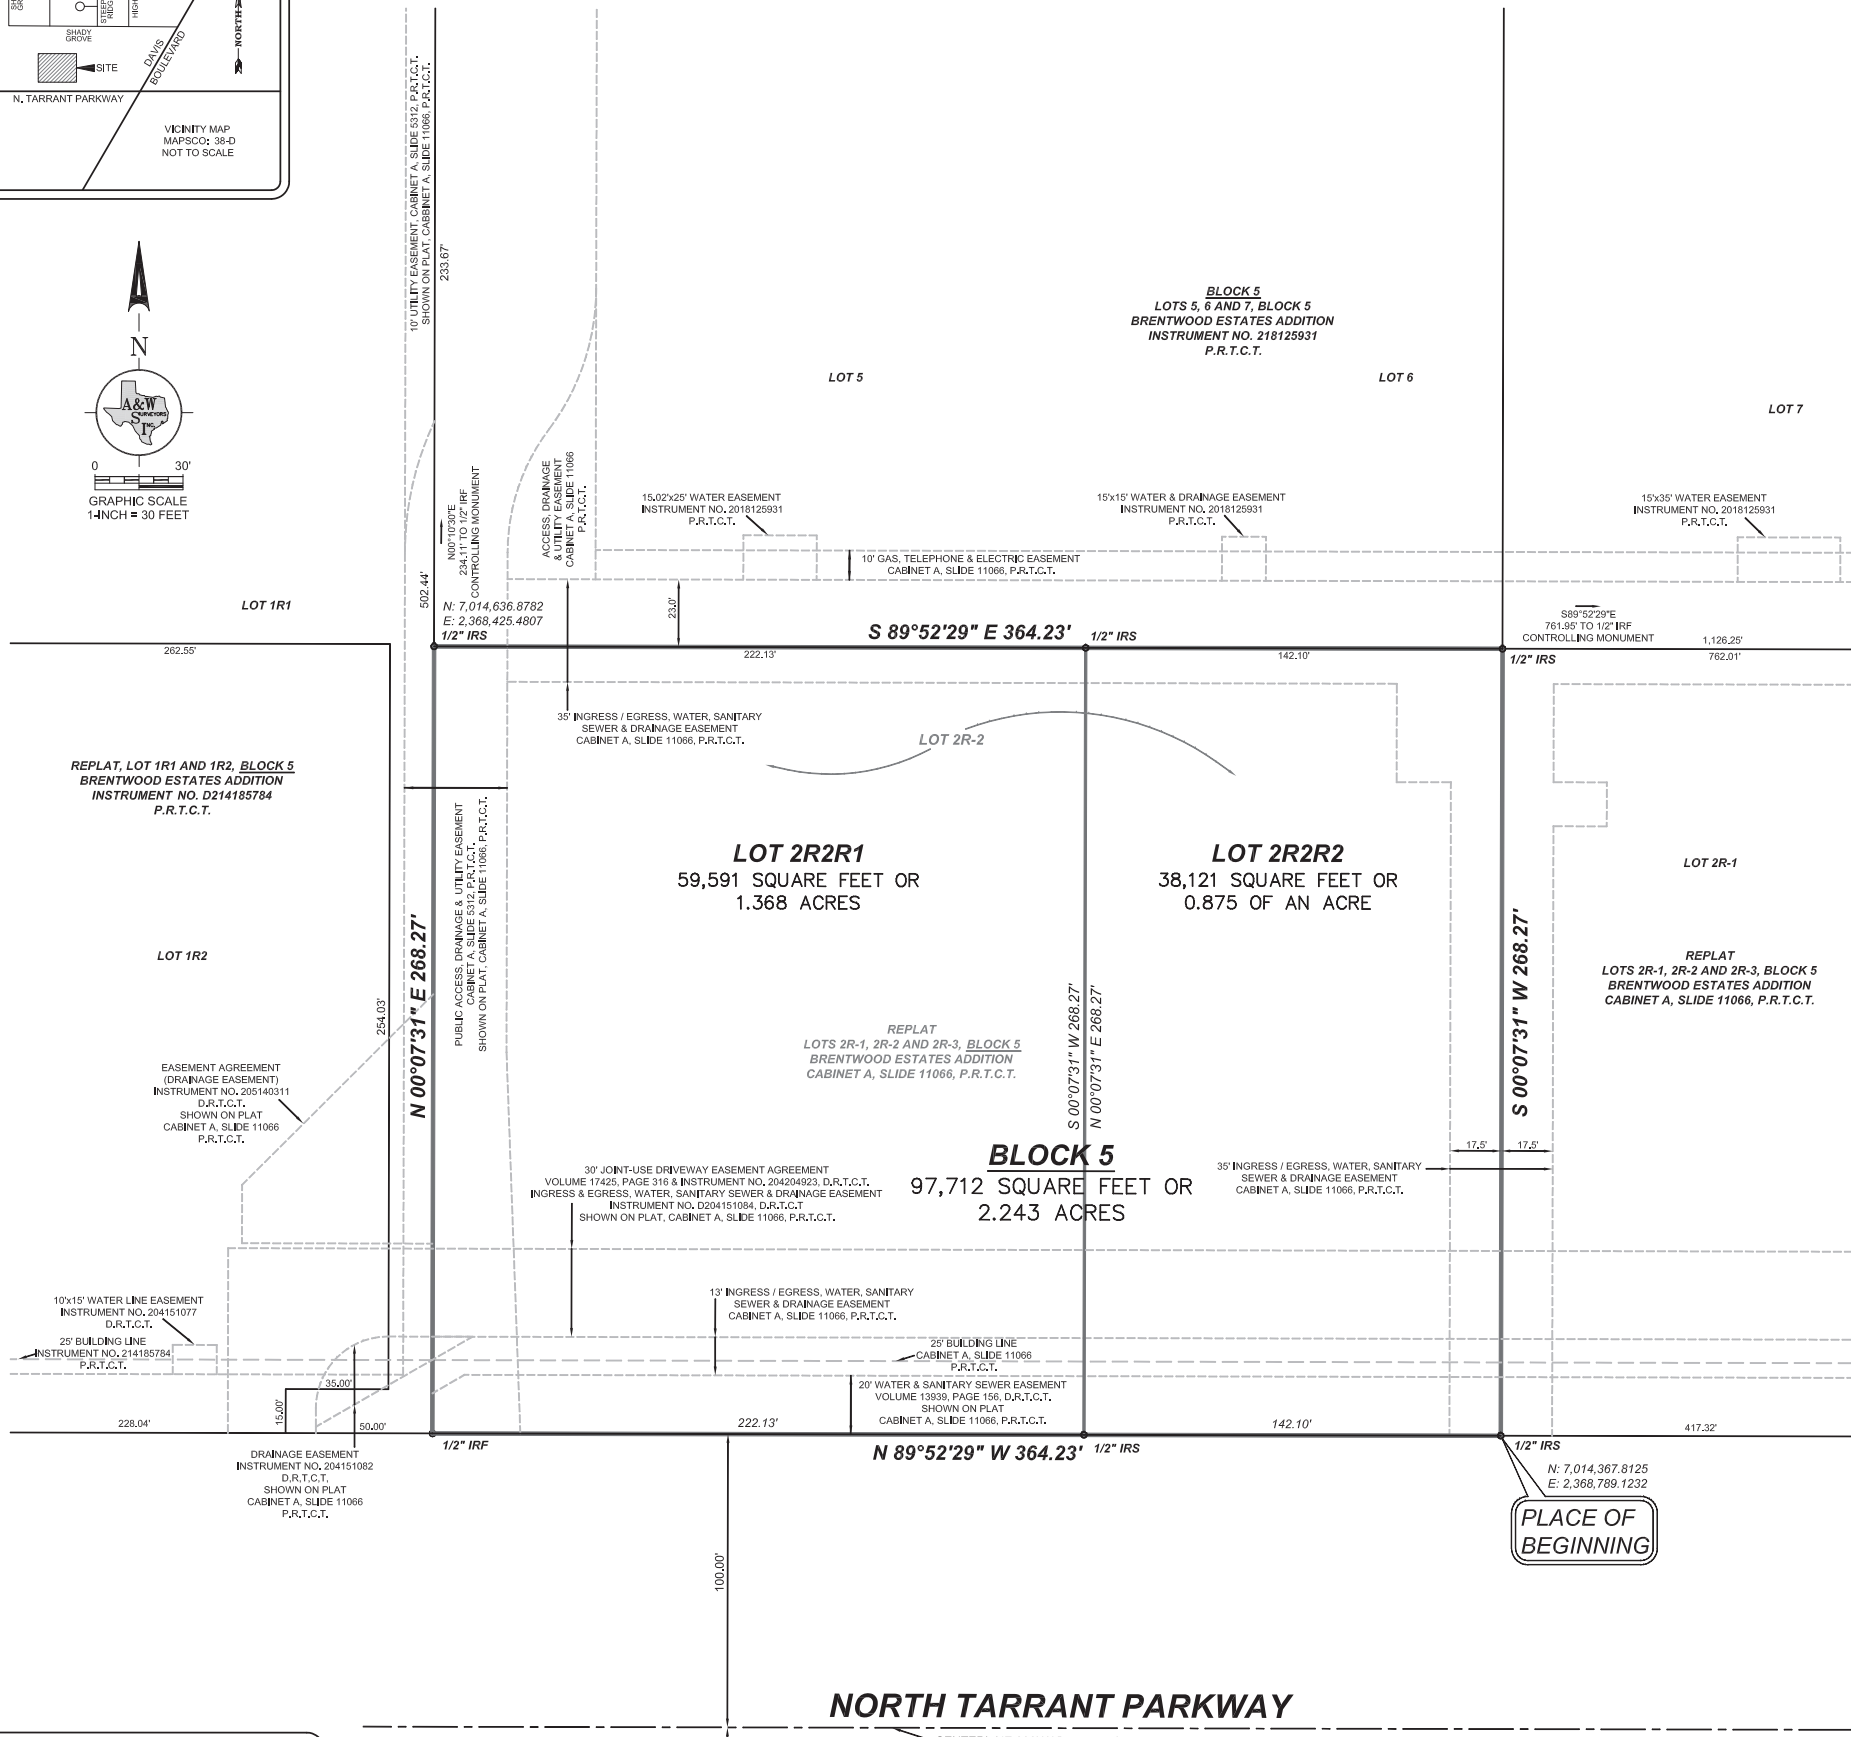 SHADY
GROVE
STEEP
RIDG
HIGH
NORTH
SITE
DAVIS
BOULEVARD
N. TARRANT PARKWAY
VICINITY MAP
MAPSCO: 38-D
NOT TO SCALE
N
A&W
SURVEYORS
S
INC.
0 30'
GRAPHIC SCALE
1-INCH = 30 FEET
10' UTILITY EASEMENT, CABINET A, SLIDE 5312, P.R.T.C.T.
SHOWN ON PLAT, CABBINET A, SLIDE 11066, P.R.T.C.T.
233.67'
BLOCK 5
LOTS 5, 6 AND 7, BLOCK 5
BRENTWOOD ESTATES ADDITION
INSTRUMENT NO. 218125931
P.R.T.C.T.
LOT 5
LOT 6
LOT 7
502.44'
N00°10'30"E
234.11' TO 1/2" IRF
CONTROLLING MONUMENT
ACCESS, DRAINAGE
& UTILITY EASEMENT
CABINET A, SLIDE 11066
P.R.T.C.T.
15.02'x25' WATER EASEMENT
INSTRUMENT NO. 2018125931
P.R.T.C.T.
15'x15' WATER & DRAINAGE EASEMENT
INSTRUMENT NO. 2018125931
P.R.T.C.T.
15'x35' WATER EASEMENT
INSTRUMENT NO. 2018125931
P.R.T.C.T.
10' GAS, TELEPHONE & ELECTRIC EASEMENT
CABINET A, SLIDE 11066, P.R.T.C.T.
LOT 1R1
N: 7,014,636.8782
E: 2,368,425.4807
1/2" IRS
23.0'
S 89°52'29" E 364.23'
1/2" IRS
S89°52'29"E
761.95' TO 1/2" IRF
CONTROLLING MONUMENT
1,126.25'
262.55'
222.13'
142.10'
1/2" IRS
762.01'
35' INGRESS / EGRESS, WATER, SANITARY
SEWER & DRAINAGE EASEMENT
CABINET A, SLIDE 11066, P.R.T.C.T.
LOT 2R-2
REPLAT, LOT 1R1 AND 1R2, BLOCK 5
BRENTWOOD ESTATES ADDITION
INSTRUMENT NO. D214185784
P.R.T.C.T.
LOT 2R2R1
59,591 SQUARE FEET OR
1.368 ACRES
LOT 2R2R2
38,121 SQUARE FEET OR
0.875 OF AN ACRE
LOT 2R-1
PUBLIC ACCESS, DRAINAGE & UTILITY EASEMENT
CABINET A, SLIDE 5312, P.R.T.C.T.
SHOWN ON PLAT, CABINET A, SLIDE 11066, P.R.T.C.T.
LOT 1R2
254.03'
N 00°07'31" E 268.27'
S 00°07'31" W 268.27'
N 00°07'31" E 268.27'
S 00°07'31" W 268.27'
REPLAT
LOTS 2R-1, 2R-2 AND 2R-3, BLOCK 5
BRENTWOOD ESTATES ADDITION
CABINET A, SLIDE 11066, P.R.T.C.T.
REPLAT
LOTS 2R-1, 2R-2 AND 2R-3, BLOCK 5
BRENTWOOD ESTATES ADDITION
CABINET A, SLIDE 11066, P.R.T.C.T.
EASEMENT AGREEMENT
(DRAINAGE EASEMENT)
INSTRUMENT NO. 205140311
D.R.T.C.T.
SHOWN ON PLAT
CABINET A, SLIDE 11066
P.R.T.C.T.
BLOCK 5
97,712 SQUARE FEET OR
2.243 ACRES
17.5' 17.5'
35' INGRESS / EGRESS, WATER, SANITARY
SEWER & DRAINAGE EASEMENT
CABINET A, SLIDE 11066, P.R.T.C.T.
30' JOINT-USE DRIVEWAY EASEMENT AGREEMENT
VOLUME 17425, PAGE 316 & INSTRUMENT NO. 204204923, D.R.T.C.T.
INGRESS & EGRESS, WATER, SANITARY SEWER & DRAINAGE EASEMENT
INSTRUMENT NO. D204151084, D.R.T.C.T
SHOWN ON PLAT, CABINET A, SLIDE 11066, P.R.T.C.T.
10'x15' WATER LINE EASEMENT
INSTRUMENT NO. 204151077
D.R.T.C.T.
25' BUILDING LINE
INSTRUMENT NO. 214185784
P.R.T.C.T.
13' INGRESS / EGRESS, WATER, SANITARY
SEWER & DRAINAGE EASEMENT
CABINET A, SLIDE 11066, P.R.T.C.T.
25' BUILDING LINE
CABINET A, SLIDE 11066
P.R.T.C.T.
20' WATER & SANITARY SEWER EASEMENT
VOLUME 13939, PAGE 156, D.R.T.C.T.
SHOWN ON PLAT
CABINET A, SLIDE 11066, P.R.T.C.T.
35.00'
15.00'
228.04'
50.00'
222.13'
142.10'
417.32'
1/2" IRF
N 89°52'29" W 364.23'
1/2" IRS
1/2" IRS
DRAINAGE EASEMENT
INSTRUMENT NO. 204151082
D.R.T.C.T.
SHOWN ON PLAT
CABINET A, SLIDE 11066
P.R.T.C.T.
N: 7,014,367.8125
E: 2,368,789.1232
PLACE OF
BEGINNING
100.00'
NORTH TARRANT PARKWAY